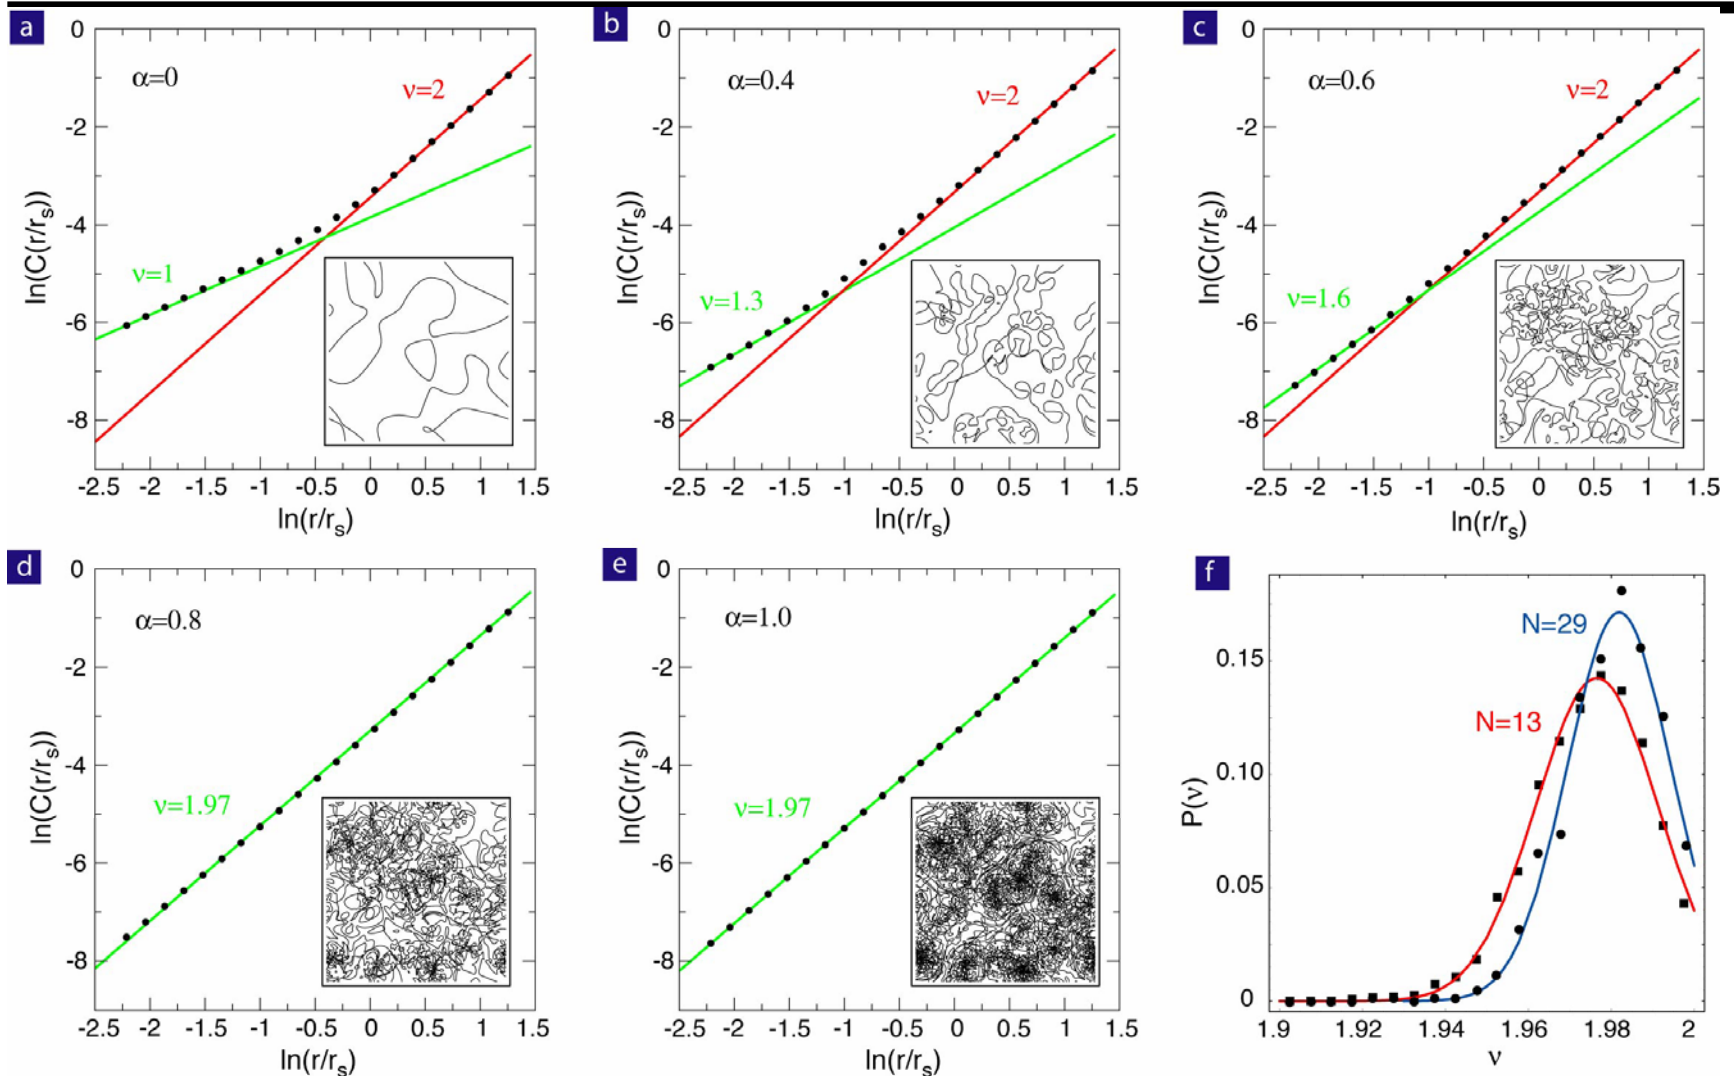 a
α=0
ν=2
ν=1
ln(C(r/rs))
0
-2
-4
-6
-8
-2.5 -2 -1.5 -1 -0.5 0 0.5 1 1.5
ln(r/rs)
b
α=0.4
ν=2
ν=1.3
ln(C(r/rs))
0
-2
-4
-6
-8
-2.5 -2 -1.5 -1 -0.5 0 0.5 1 1.5
ln(r/rs)
c
α=0.6
ν=2
ν=1.6
ln(C(r/rs))
0
-2
-4
-6
-8
-2.5 -2 -1.5 -1 -0.5 0 0.5 1 1.5
ln(r/rs)
d
α=0.8
ν=1.97
ln(C(r/rs))
0
-2
-4
-6
-8
-2.5 -2 -1.5 -1 -0.5 0 0.5 1 1.5
ln(r/rs)
e
α=1.0
ν=1.97
ln(C(r/rs))
0
-2
-4
-6
-8
-2.5 -2 -1.5 -1 -0.5 0 0.5 1 1.5
ln(r/rs)
f
N=29
N=13
P(ν)
0.15
0.10
0.05
0
1.9 1.92 1.94 1.96 1.98 2
ν